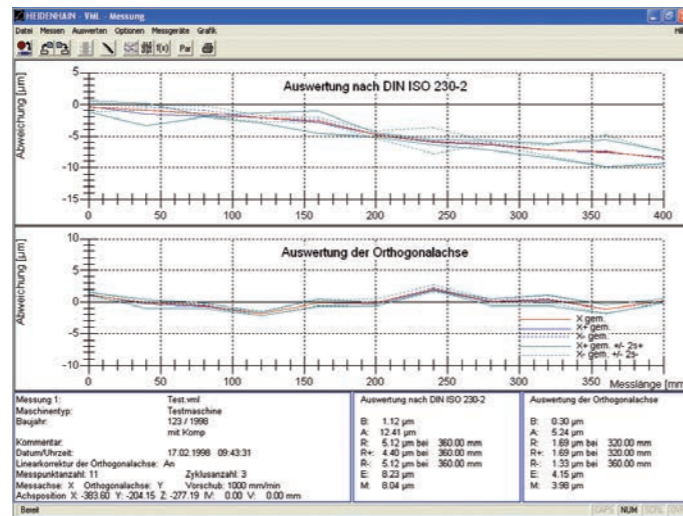 HEIDENHAIN - VML - Messung
Datei Messen Auswerten Optionen Messgeräte Grafik
f(x) Par
Auswertung nach DIN ISO 230-2
Abweichung [µm]
5
0
-5
-10
-15
0 50 100 150 200 250 300 350 400
mm
Auswertung der Orthogonalachse
Abweichung [µm]
10
5
0
-5
-10
X gem.
X+ gem.
X- gem.
X+ gem. +/- 2s+
X- gem. +/- 2s-
0 50 100 150 200 250 300 350 400
Messlänge [mm]
Messung 1: Test.vml
Maschinentyp: Testmaschine
Baujahr: 123 / 1998
mit Komp
Kommentar:
Datum/Uhrzeit: 17.02.1998 09:43:31
Linearkorrektur der Orthogonalachse: An
Messpunktanzahl: 11 Zyklusanzahl: 3
Messachse: X Orthogonalachse: Y Vorschub: 1000 mm/min
Achsposition X: -383.60 Y: -204.15 Z: -277.19 IV: 0.00 V: 0.00 mm
Auswertung nach DIN ISO 230-2
B: 1.12 µm
A: 12.41 µm
R: 5.12 µm bei 360.00 mm
R+: 4.40 µm bei 360.00 mm
R-: 5.12 µm bei 360.00 mm
E: 8.23 µm
M: 8.04 µm
Auswertung der Orthogonalachse
B: 0.30 µm
A: 5.24 µm
R: 1.69 µm bei 320.00 mm
R+: 1.69 µm bei 320.00 mm
R-: 1.33 µm bei 360.00 mm
E: 4.15 µm
M: 3.98 µm
Bereit CAPS NUM SCRL